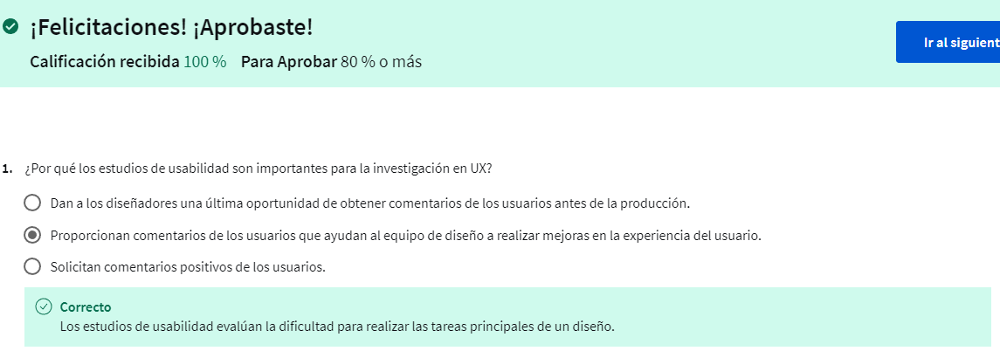 ¡Felicitaciones! ¡Aprobaste!
Calificación recibida 100 % Para Aprobar 80 % o más
Ir al
1. ¿Por qué los estudios de usabilidad son importantes para la investigación en UX?
Dan a los diseñadores una última oportunidad de obtener comentarios de los usuarios antes de la producción.
Proporcionan comentarios de los usuarios que ayudan al equipo de diseño a realizar mejoras en la experiencia del usuario.
Solicitan comentarios positivos de los usuarios.
Correcto
Los estudios de usabilidad evalúan la dificultad para realizar las tareas principales de un diseño.